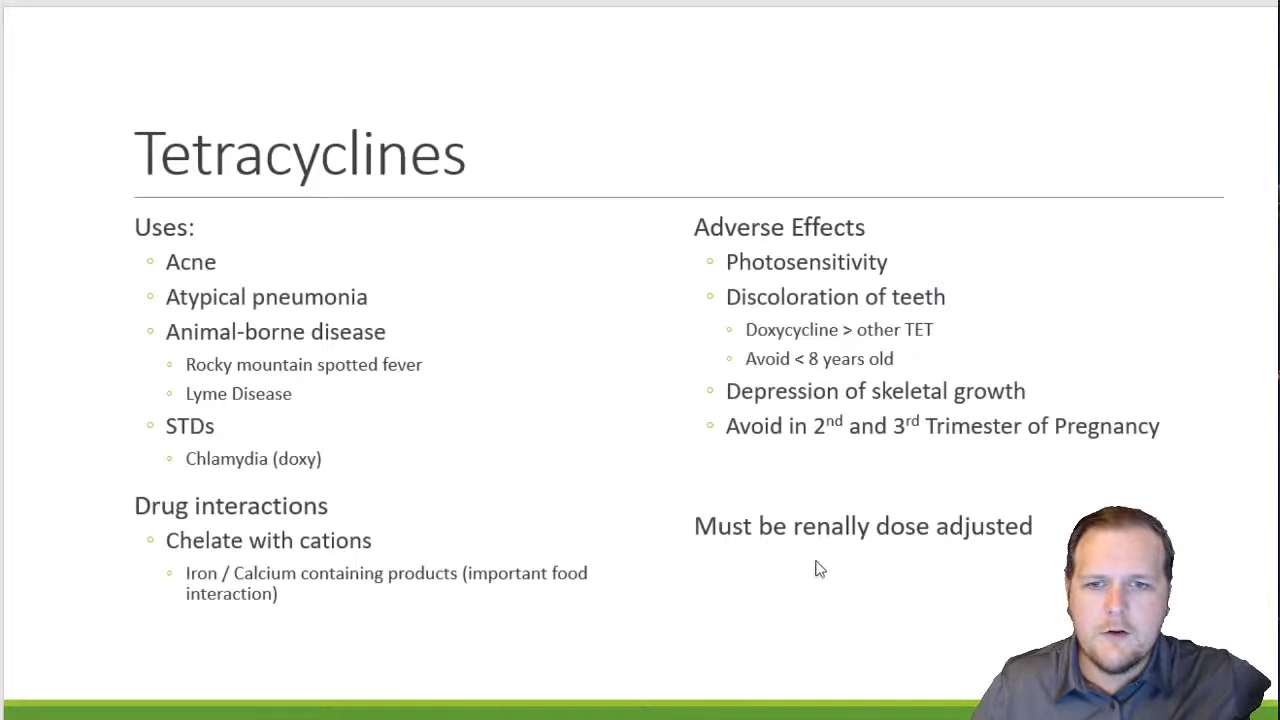 Tetracyclines
Uses:
Acne
Atypical pneumonia
Animal-borne disease
Rocky mountain spotted fever
Lyme Disease
STDs
Chlamydia (doxy)
Drug interactions
Chelate with cations
Iron / Calcium containing products (important food
interaction)
Adverse Effects
Photosensitivity
Discoloration of teeth
Doxycycline > other TET
Avoid < 8 years old
Depression of skeletal growth
Avoid in 2nd and 3rd Trimester of Pregnancy
Must be renally dose adjusted